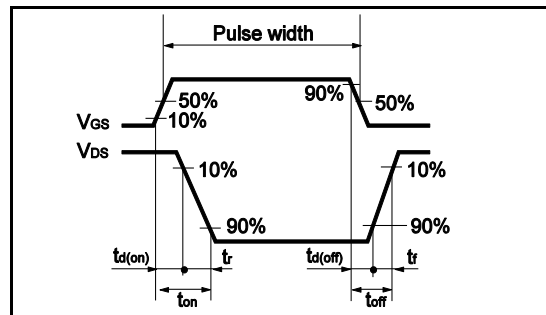 Pulse width
90%
50%
50%
VGS
10%
VDS
10%
10%
90%
90%
td(on)
tr
td(off)
tf
ton
toff